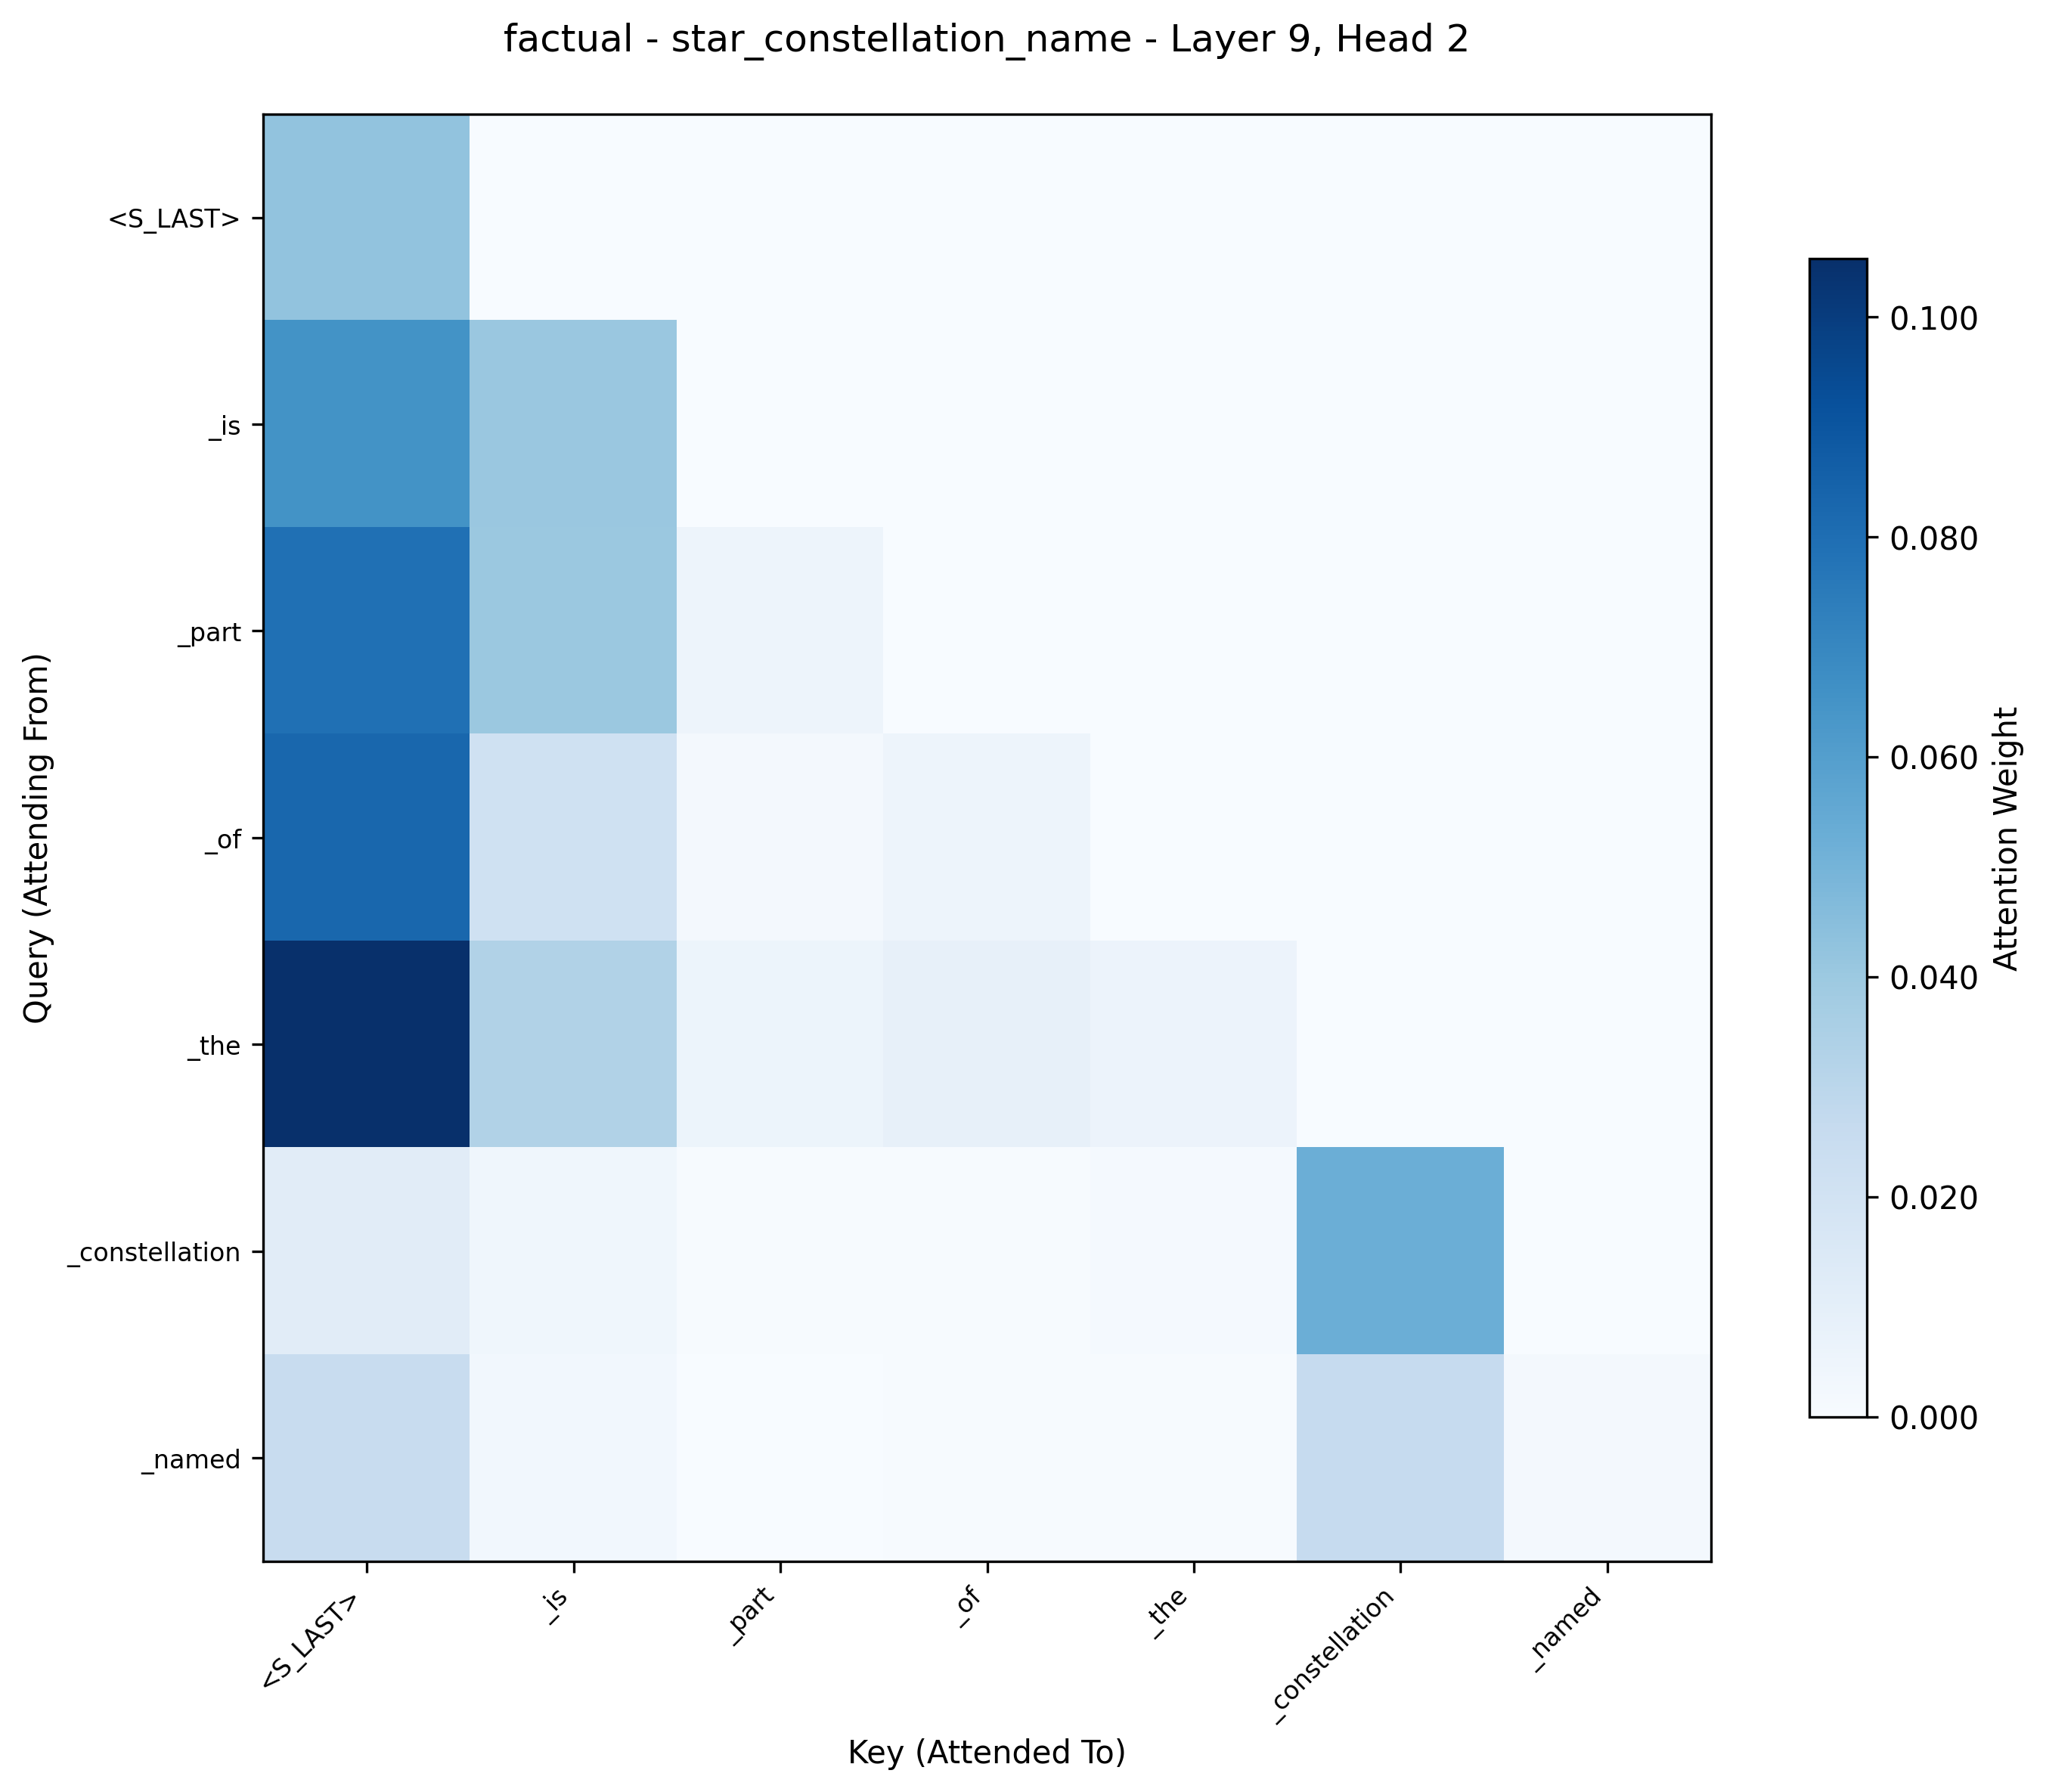 factual - star_constellation_name - Layer 9, Head 2
Query (Attending From)
<S_LAST>
_is
_part
_of
_the
_constellation
_named
<S_LAST>
_is
_part
_of
_the
_constellation
_named
Key (Attended To)
0.100
0.080
0.060
0.040
0.020
0.000
Attention Weight